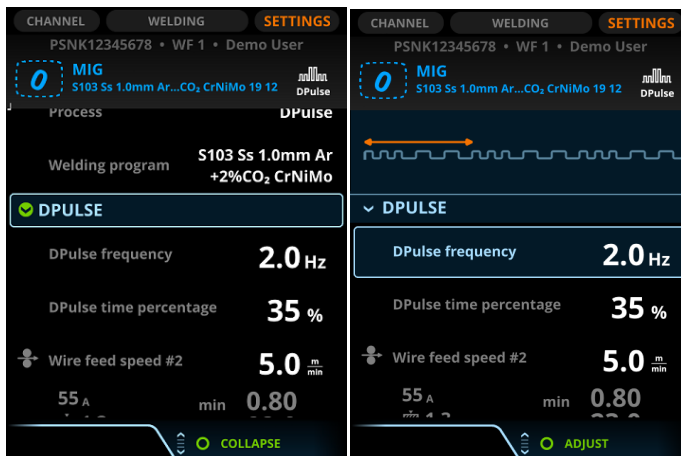 CHANNEL WELDING SETTINGS
PSNK12345678 • WF 1 • Demo User
0 MIG
S103 Ss 1.0mm Ar...CO₂ CrNiMo 19 12
DPulse
Process DPulse
Welding program S103 Ss 1.0mm Ar
+2%CO₂ CrNiMo
DPULSE
DPulse frequency 2.0 Hz
DPulse time percentage 35 %
Wire feed speed #2 5.0 m/min
55 A min 0.80
COLLAPSE
CHANNEL WELDING SETTINGS
PSNK12345678 • WF 1 • Demo User
0 MIG
S103 Ss 1.0mm Ar...CO₂ CrNiMo 19 12
DPulse
DPULSE
DPulse frequency 2.0 Hz
DPulse time percentage 35 %
Wire feed speed #2 5.0 m/min
55 A min 0.80
ADJUST